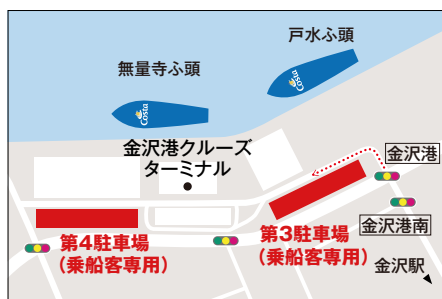 戸水ふ頭
無量寺ふ頭
Costa
Costa
金沢港クルーズ
ターミナル
金沢港
第3駐車場
(乗船客専用)
金沢港南
第4駐車場
(乗船客専用)
金沢駅